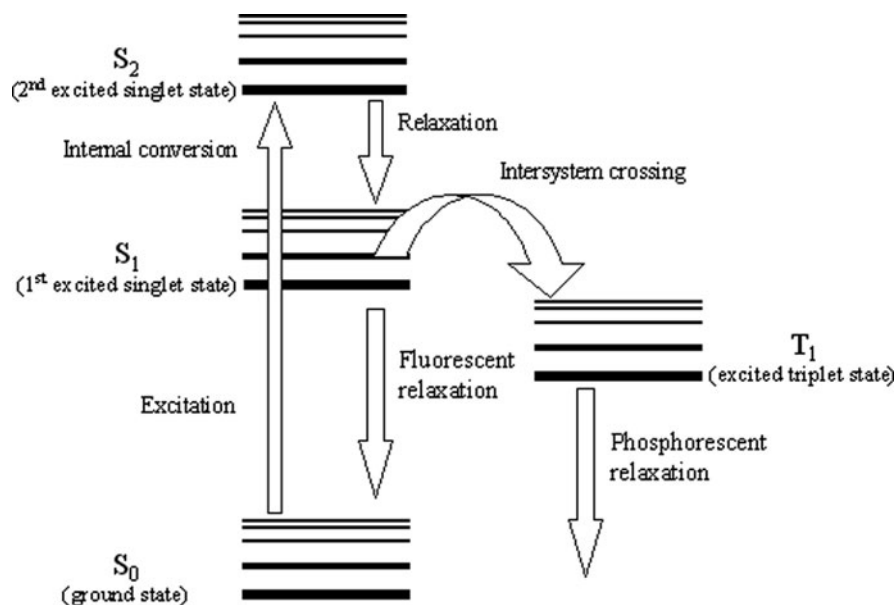 S2
(2nd excited singlet state)
Relaxation
Internal conversion
Intersystem crossing
S1
(1st excited singlet state)
T1
(excited triplet state)
Fluorescent
relaxation
Excitation
Phosphorescent
relaxation
S0
(ground state)